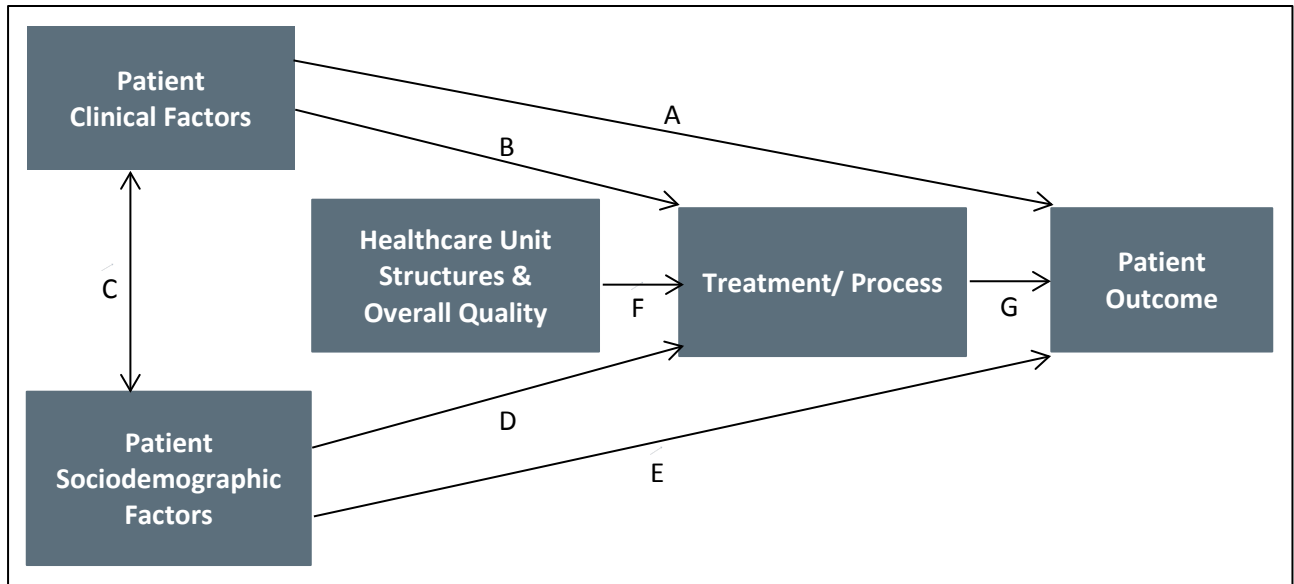 Patient
Clinical Factors
A
B
Healthcare Unit
Structures &
Overall Quality
F
Treatment/ Process
G
Patient
Outcome
C
D
E
Patient
Sociodemographic
Factors